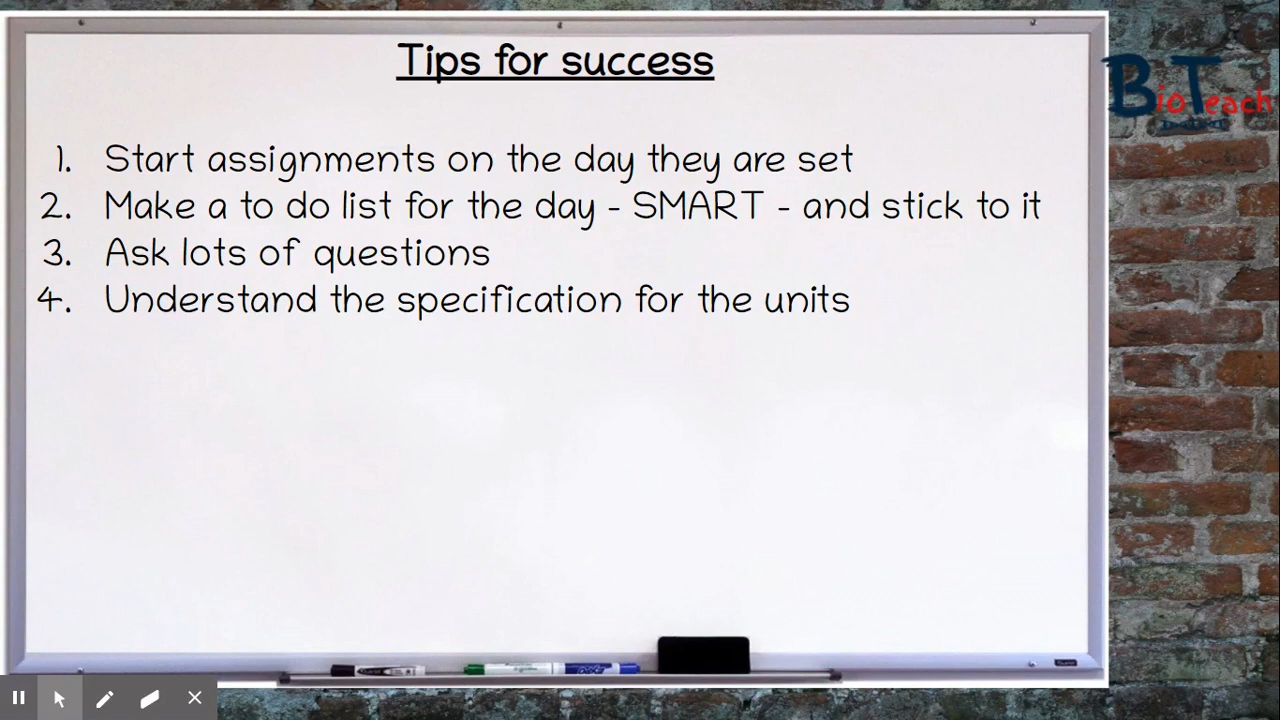 Tips for success
BioTeach
1. Start assignments on the day they are set
2. Make a to do list for the day - SMART - and stick to it
3. Ask lots of questions
4. Understand the specification for the units